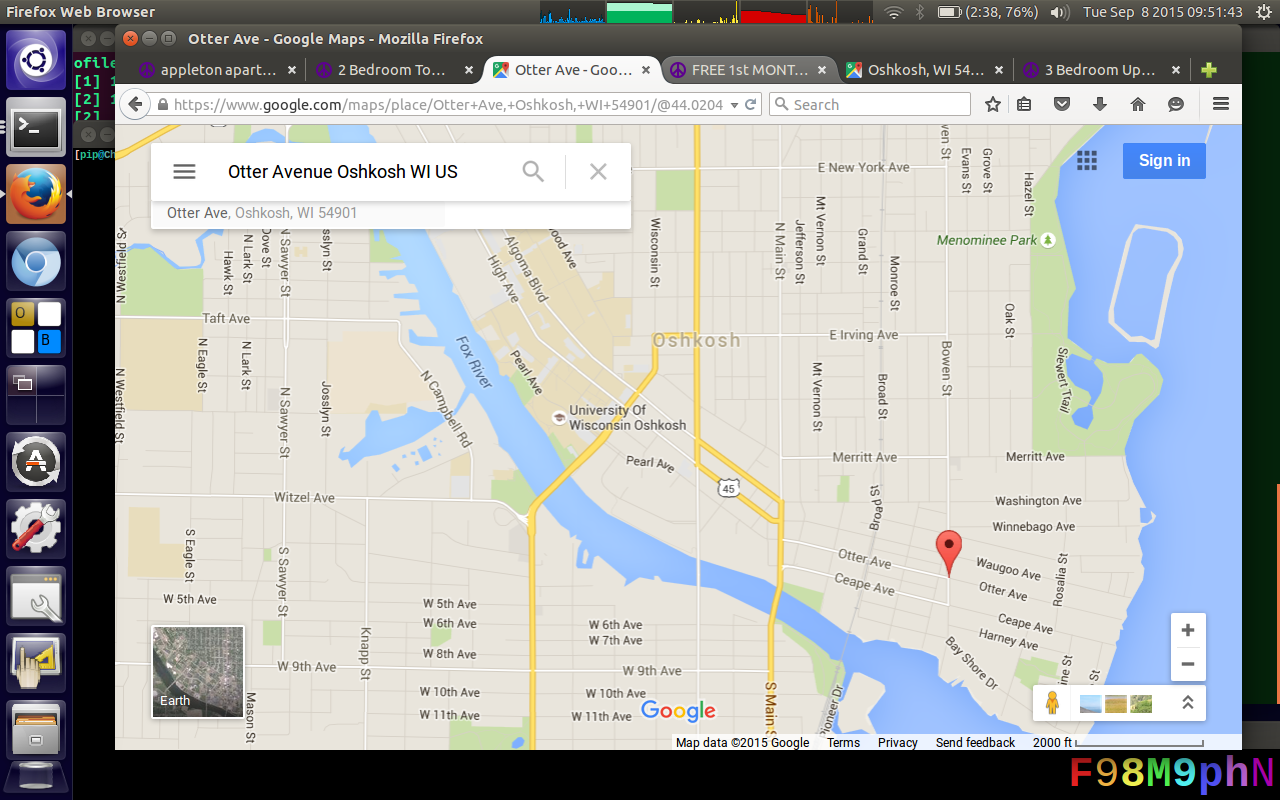 Firefox Web Browser
(2:38, 76%)
Tue Sep 8 2015 09:51:43
Otter Ave - Google Maps - Mozilla Firefox
appleton apart…
2 Bedroom To…
Otter Ave - Goo…
FREE 1st MONT…
Oshkosh, WI 54…
3 Bedroom Up…
https://www.google.com/maps/place/Otter+Ave,+Oshkosh,+WI+54901/@44.0204
Search
ofile
[1] 1
[2] 1
[2]
[pip@Ch
Otter Avenue Oshkosh WI US
Otter Ave, Oshkosh, WI 54901
Sign in
E New York Ave
Menominee Park
Evans St
Grove St
Hazel St
N Westfield St
Hawk St
N Lark St
Dove St
N Sawyer St
Josslyn St
High Ave
Algoma Blvd
Wisconsin St
N Main St
Jefferson St
Mt Vernon St
Grand St
Monroe St
Oak St
Taft Ave
Oshkosh
E Irving Ave
N Eagle St
N Lark St
Fox River
Pearl Ave
Bowen St
Siewert Trail
N Westfield St
N Sawyer St
Josslyn St
N Campbell Rd
University Of
Wisconsin Oshkosh
Mt Vernon St
Broad St
Pearl Ave
Merritt Ave
Merritt Ave
45
Witzel Ave
Broad St
Washington Ave
Winnebago Ave
S Eagle St
S Sawyer St
Otter Ave
Ceape Ave
Waugoo Ave
Otter Ave
Rosalia St
W 5th Ave
W 5th Ave
W 6th Ave
W 6th Ave
W 7th Ave
Ceape Ave
Harney Ave
Knapp St
W 8th Ave
W 9th Ave
W 9th Ave
Bay Shore Dr
Earth
Mason St
W 10th Ave
W 11th Ave
W 10th Ave
W 11th Ave
S Main St
Pioneer Dr
Google
Map data ©2015 Google
Terms
Privacy
Send feedback
2000 ft
O
B
A
F98M9phN